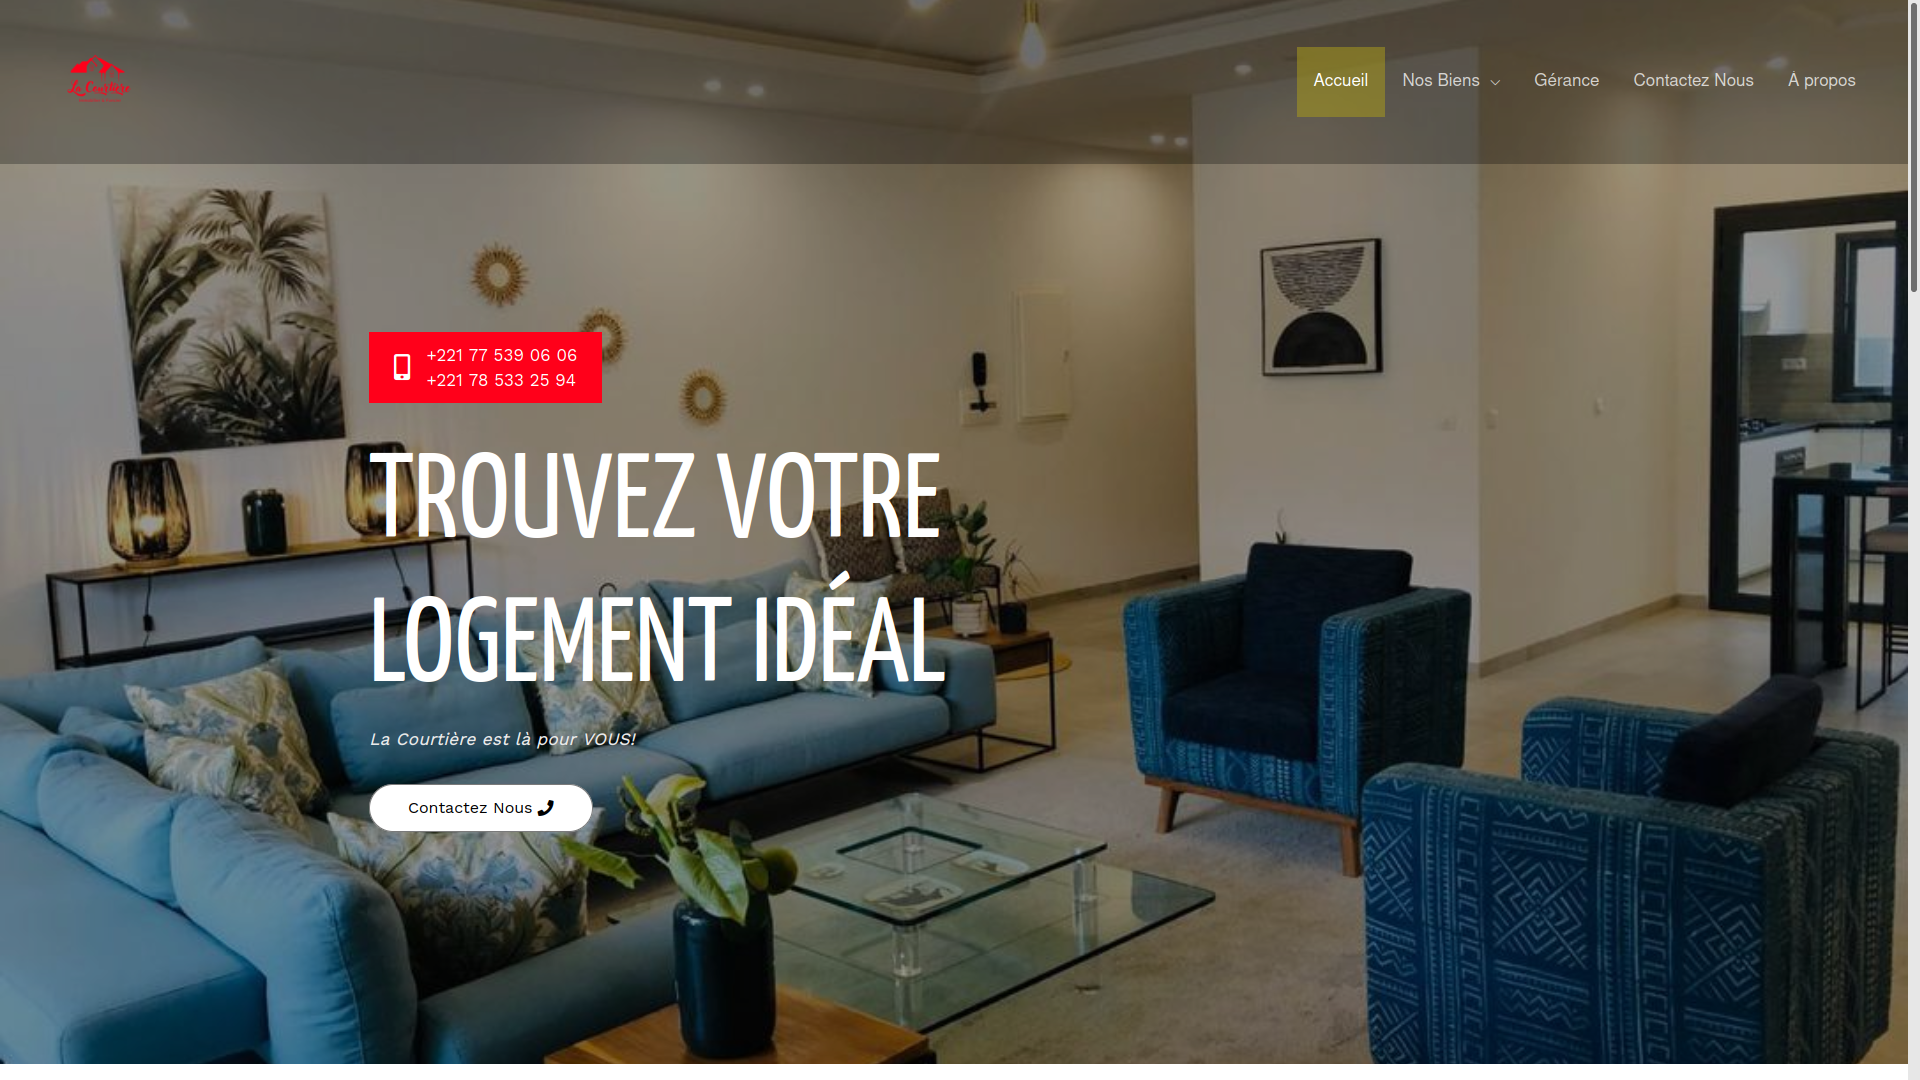 La Courtière
Accueil
Nos Biens
Gérance
Contactez Nous
À propos
+221 77 539 06 06
+221 78 533 25 94
TROUVEZ VOTRE
LOGEMENT IDÉAL
La Courtière est là pour VOUS!
Contactez Nous